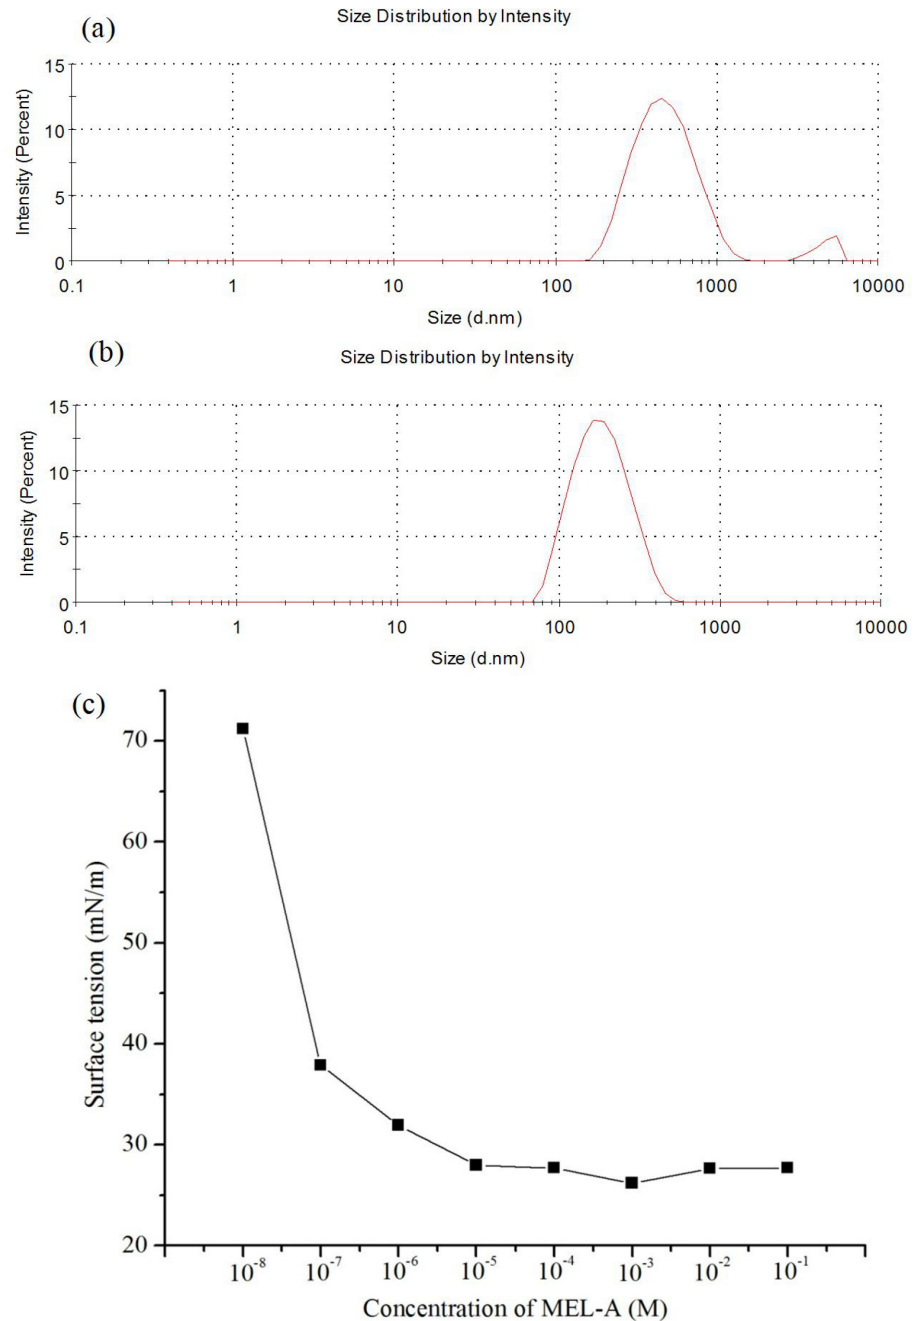 (a)
Size Distribution by Intensity
Intensity (Percent)
15
10
5
0
0.1 1 10 100 1000 10000
Size (d.nm)
(b)
Size Distribution by Intensity
Intensity (Percent)
15
10
5
0
0.1 1 10 100 1000 10000
Size (d.nm)
(c)
Surface tension (mN/m)
70
60
50
40
30
20
10⁻⁸ 10⁻⁷ 10⁻⁶ 10⁻⁵ 10⁻⁴ 10⁻³ 10⁻² 10⁻¹
Concentration of MEL-A (M)